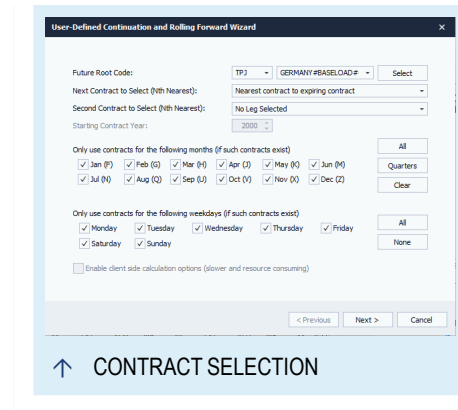 User-Defined Continuation and Rolling Forward Wizard
Future Root Code: TPJ GERMANY#BASELOAD# Select
Next Contract to Select (Nth Nearest): Nearest contract to expiring contract
Second Contract to Select (Nth Nearest): No Leg Selected
Starting Contract Year: 2000
Only use contracts for the following months (if such contracts exist) All
Jan (F) Feb (G) Mar (H) Apr (J) May (K) Jun (M) Quarters
Jul (N) Aug (Q) Sep (U) Oct (V) Nov (X) Dec (Z) Clear
Only use contracts for the following weekdays (if such contracts exist) All
Monday Tuesday Wednesday Thursday Friday
Saturday Sunday None
Enable client side calculation options (slower and resource consuming)
< Previous Next > Cancel
CONTRACT SELECTION